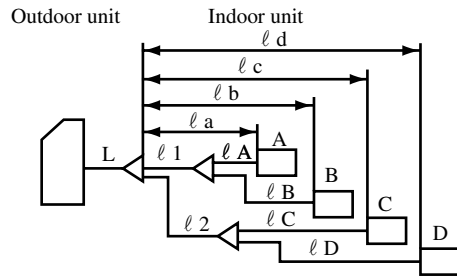 Outdoor unit Indoor unit
ℓ d
ℓ c
ℓ b
ℓ a
A
L ℓ 1 ℓ A
B
ℓ B
C
ℓ 2 ℓ C
D
ℓ D